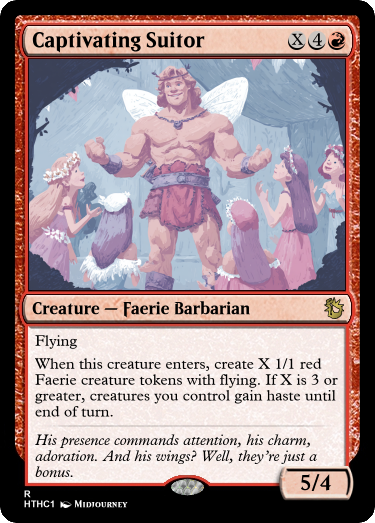 Captivating Suitor X4
Creature — Faerie Barbarian
Flying
When this creature enters, create X 1/1 red
Faerie creature tokens with flying. If X is 3 or
greater, creatures you control gain haste until
end of turn.
His presence commands attention, his charm,
adoration. And his wings? Well, they're just a
bonus.
5/4
R
HTHC1 Midjourney